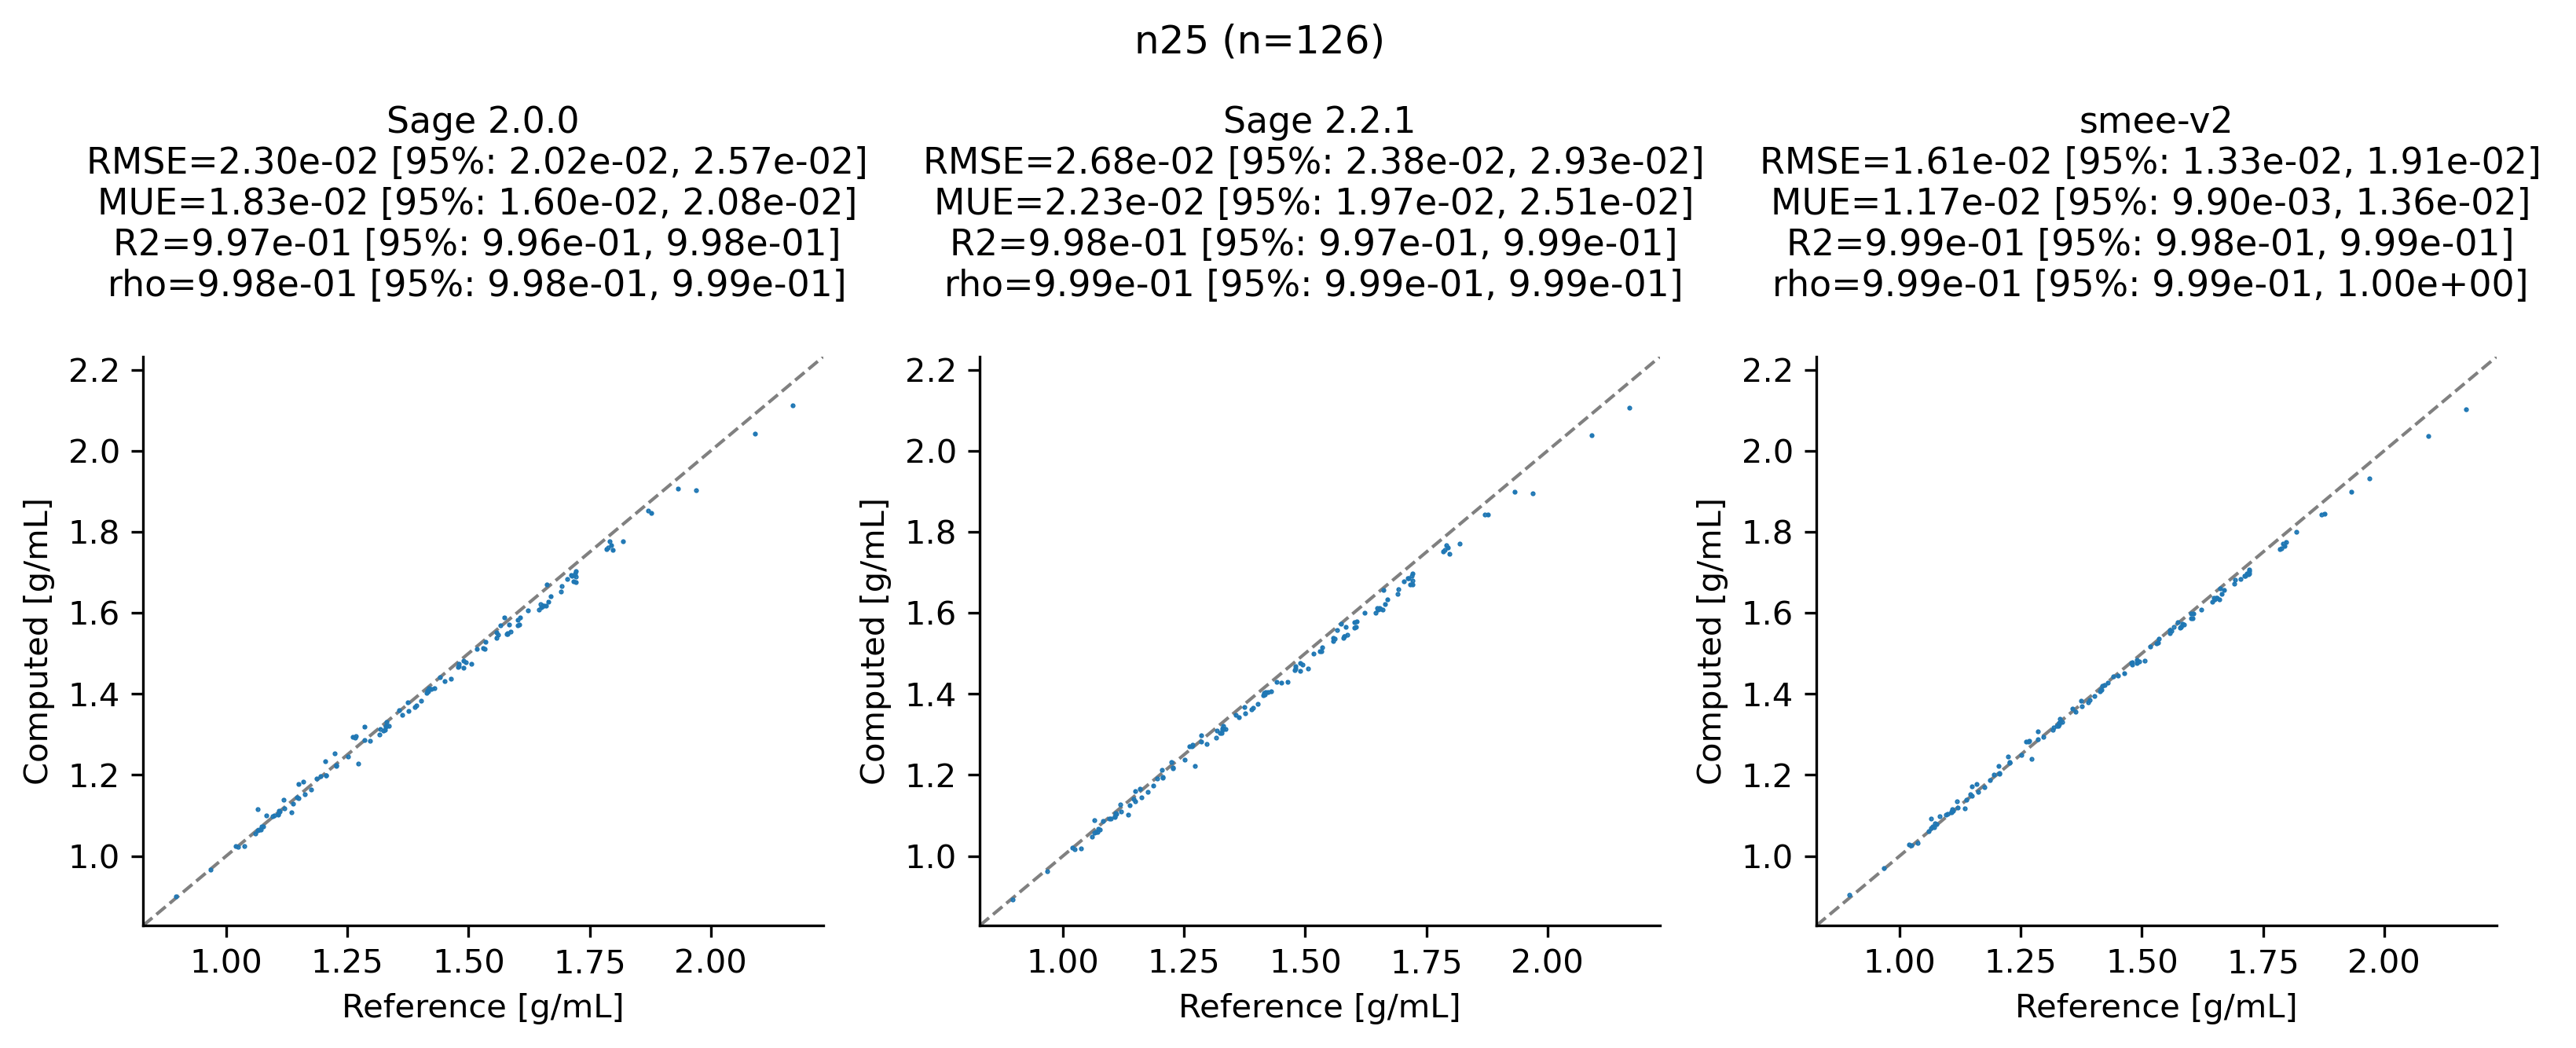 n25 (n=126)
Sage 2.0.0
RMSE=2.30e-02 [95%: 2.02e-02, 2.57e-02]
MUE=1.83e-02 [95%: 1.60e-02, 2.08e-02]
R2=9.97e-01 [95%: 9.96e-01, 9.98e-01]
rho=9.98e-01 [95%: 9.98e-01, 9.99e-01]
2.2
2.0
1.8
1.6
1.4
1.2
1.0
Computed [g/mL]
1.00 1.25 1.50 1.75 2.00
Reference [g/mL]
Sage 2.2.1
RMSE=2.68e-02 [95%: 2.38e-02, 2.93e-02]
MUE=2.23e-02 [95%: 1.97e-02, 2.51e-02]
R2=9.98e-01 [95%: 9.97e-01, 9.99e-01]
rho=9.99e-01 [95%: 9.99e-01, 9.99e-01]
2.2
2.0
1.8
1.6
1.4
1.2
1.0
Computed [g/mL]
1.00 1.25 1.50 1.75 2.00
Reference [g/mL]
smee-v2
RMSE=1.61e-02 [95%: 1.33e-02, 1.91e-02]
MUE=1.17e-02 [95%: 9.90e-03, 1.36e-02]
R2=9.99e-01 [95%: 9.98e-01, 9.99e-01]
rho=9.99e-01 [95%: 9.99e-01, 1.00e+00]
2.2
2.0
1.8
1.6
1.4
1.2
1.0
Computed [g/mL]
1.00 1.25 1.50 1.75 2.00
Reference [g/mL]